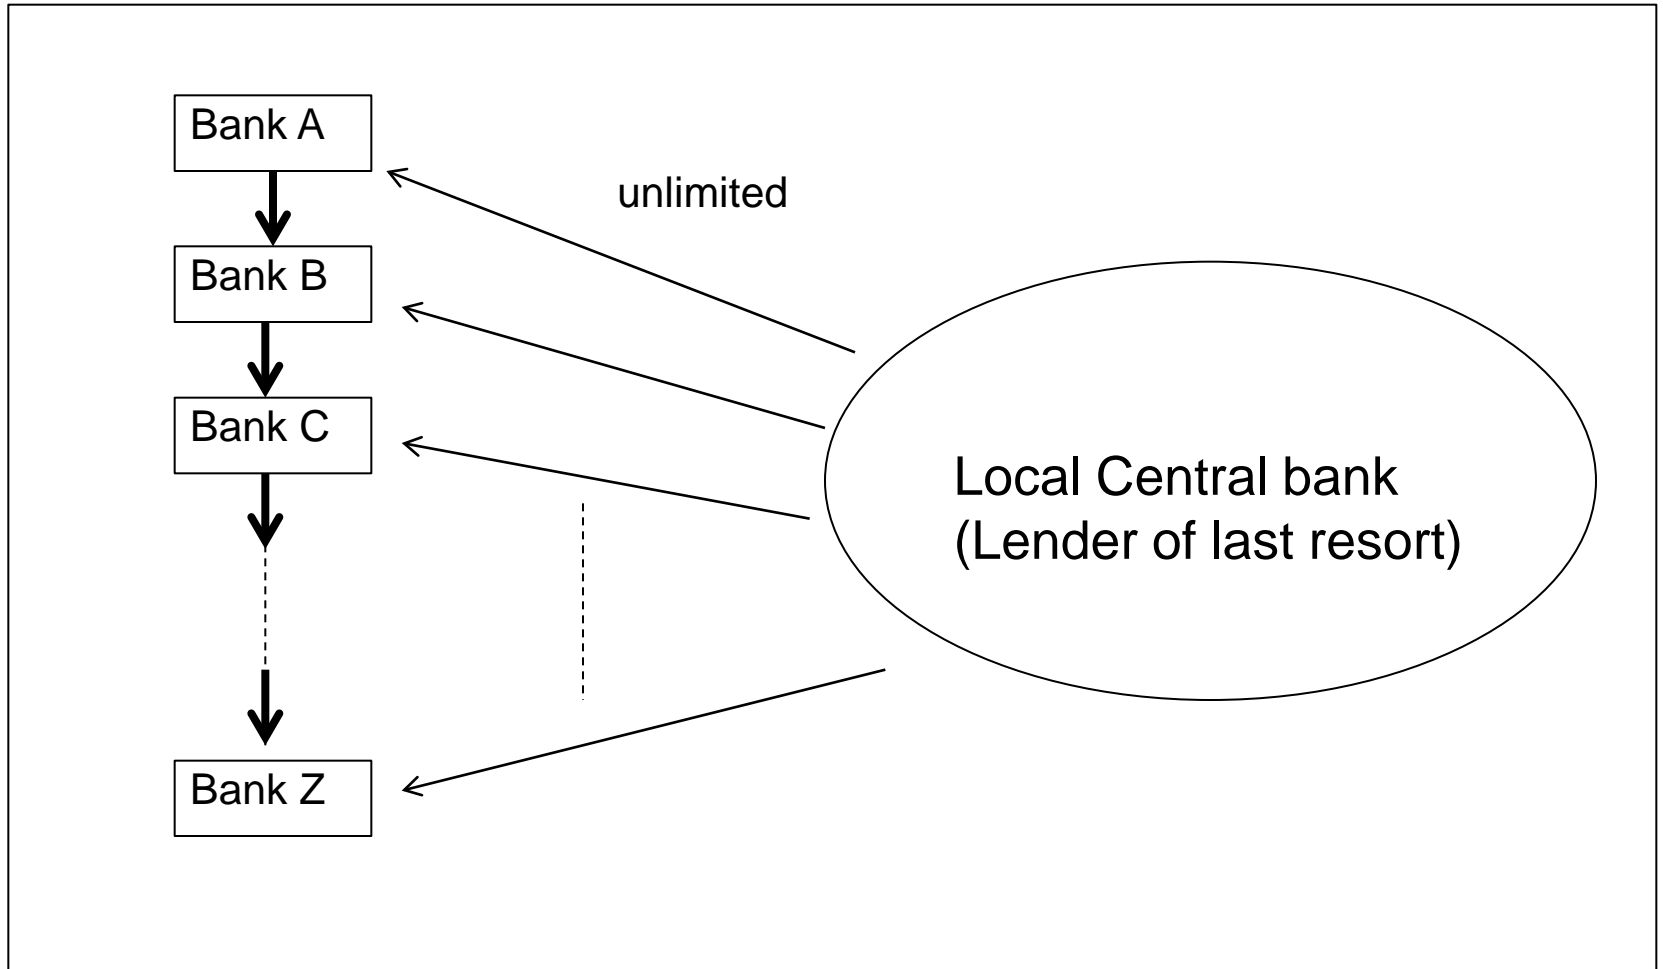 Bank A
unlimited
Bank B
Bank C
Local Central bank
(Lender of last resort)
Bank Z